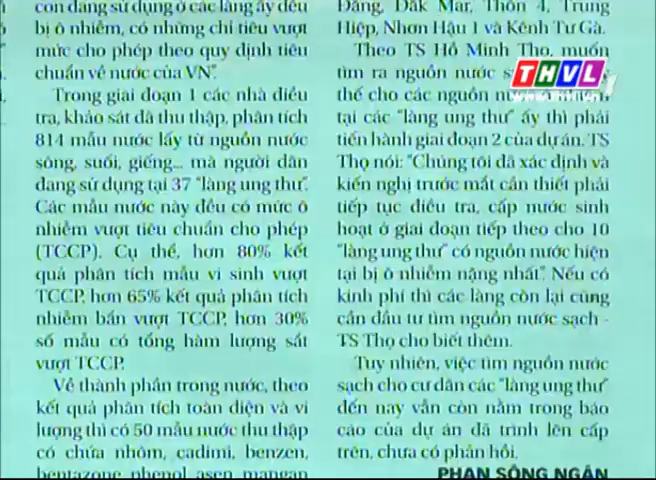 con đang sử dụng ở các làng ấy đều
bị ô nhiễm, có những chỉ tiêu vượt
mức cho phép theo quy định tiêu
chuẩn về nước của VN".
Trong giai đoạn 1 các nhà điều
tra, khảo sát đã thu thập, phân tích
814 mẫu nước lấy từ nguồn nước
sông, suối, giếng... mà người dân
đang sử dụng tại 37 "làng ung thư".
Các mẫu nước này đều có mức ô
nhiễm vượt tiêu chuẩn cho phép
(TCCP). Cụ thể, hơn 80% kết
quả phân tích mẫu vi sinh vượt
TCCP, hơn 65% kết quả phân tích
nhiễm bẩn vượt TCCP, hơn 30%
số mẫu có tổng hàm lượng sắt
vượt TCCP.
Về thành phần trong nước, theo
kết quả phân tích toàn diện và vi
lượng thì có 50 mẫu nước thu thập
có chứa nhôm, cadimi, benzen,
bentazone, phenol, asen, mangan
Đăng, Đăk Mar, Thôn 4, Trung
Hiệp, Nhơn Hậu 1 và Kênh Tư Gà.
Theo TS Hồ Minh Thọ, muốn
tìm ra nguồn nước
thế cho các nguồn
tại các "làng ung thư" ấy thì phải
tiến hành giai đoạn 2 của dự án. TS
Thọ nói: "Chúng tôi đã xác định và
kiến nghị trước mắt cần thiết phải
tiếp tục điều tra, cấp nước sinh
hoạt ở giai đoạn tiếp theo cho 10
"làng ung thư" có nguồn nước hiện
tại bị ô nhiễm nặng nhất". Nếu có
kinh phí thì các làng còn lại cũng
cần đầu tư tìm nguồn nước sạch -
TS Thọ cho biết thêm.
Tuy nhiên, việc tìm nguồn nước
sạch cho cư dân các "làng ung thư"
đến nay vẫn còn nằm trong báo
cáo của dự án đã trình lên cấp
trên, chưa có phản hồi.
PHAN SÔNG NGÂN
THVL1